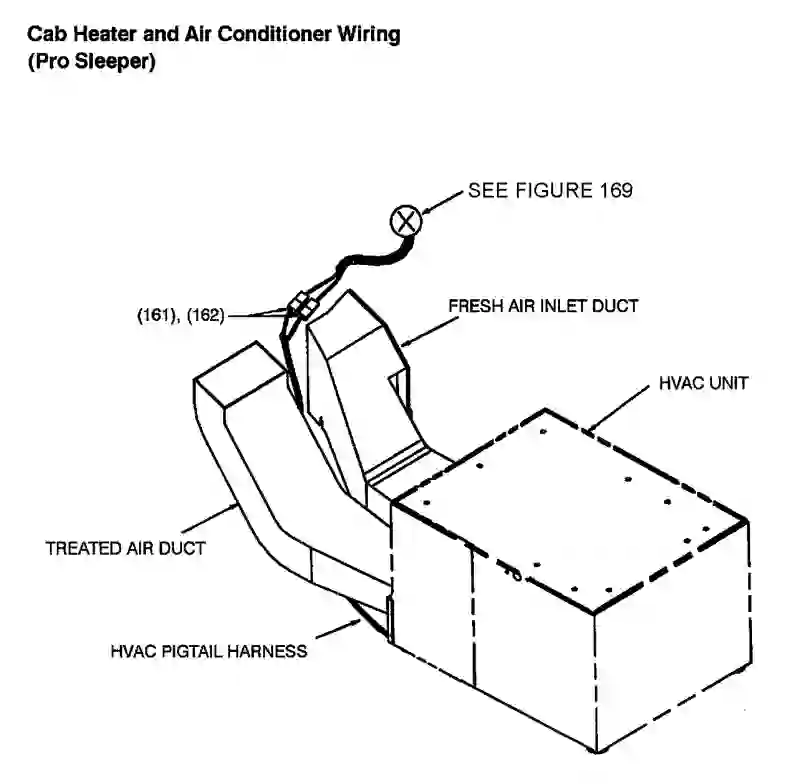 Cab Heater and Air Conditioner Wiring
(Pro Sleeper)
SEE FIGURE 169
(161), (162)
FRESH AIR INLET DUCT
HVAC UNIT
TREATED AIR DUCT
HVAC PIGTAIL HARNESS